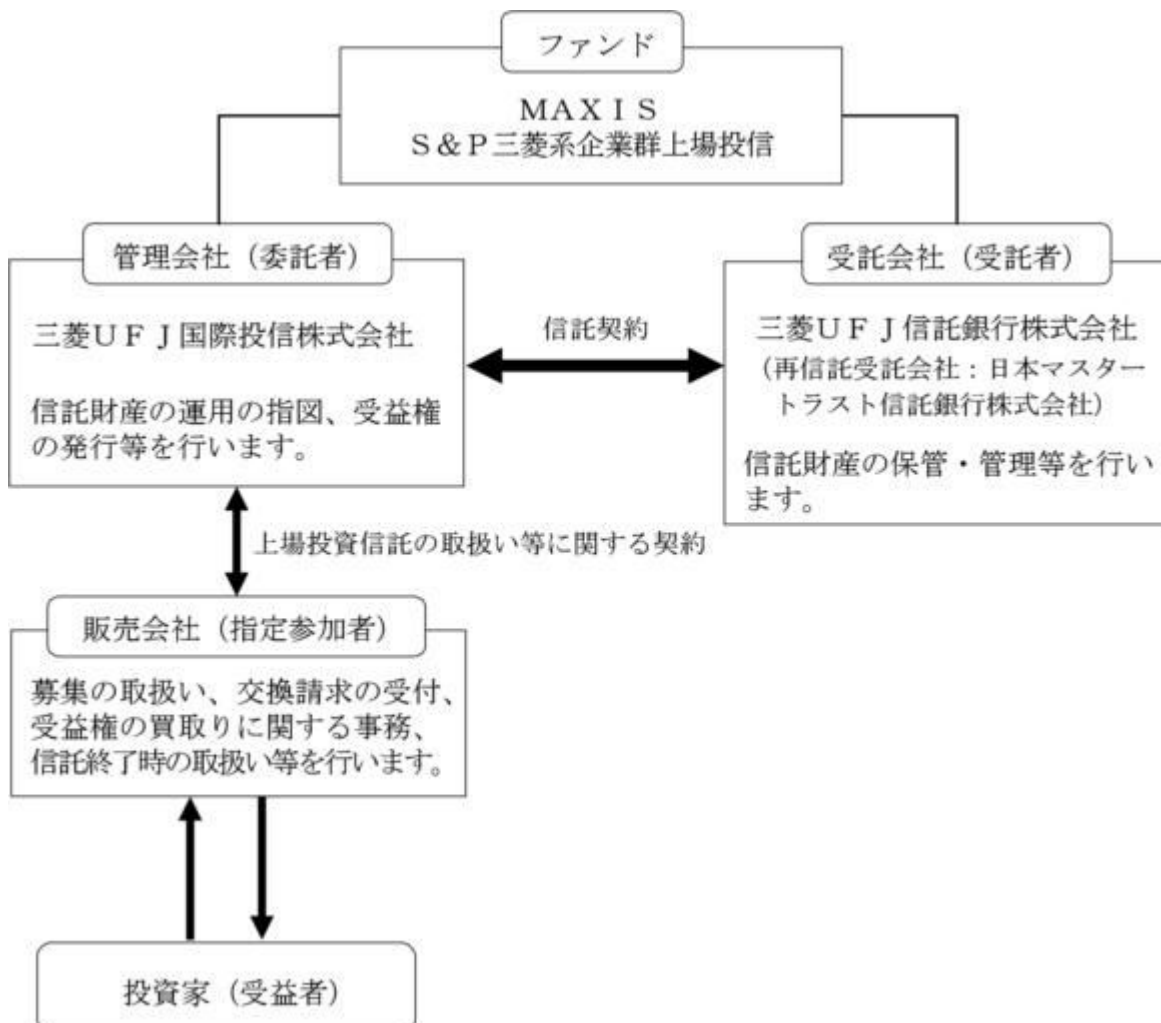 ファンド
ＭＡＸＩＳ
Ｓ＆Ｐ三菱系企業群上場投信
管理会社（委託者）
三菱ＵＦＪ国際投信株式会社
信託財産の運用の指図、受益権
の発行等を行います。
信託契約
受託会社（受託者）
三菱ＵＦＪ信託銀行株式会社
（再信託受託会社：日本マスター
トラスト信託銀行株式会社）
信託財産の保管・管理等を行い
ます。
上場投資信託の取扱い等に関する契約
販売会社（指定参加者）
募集の取扱い、交換請求の受付、
受益権の買取りに関する事務、
信託終了時の取扱い等を行います。
投資家（受益者）